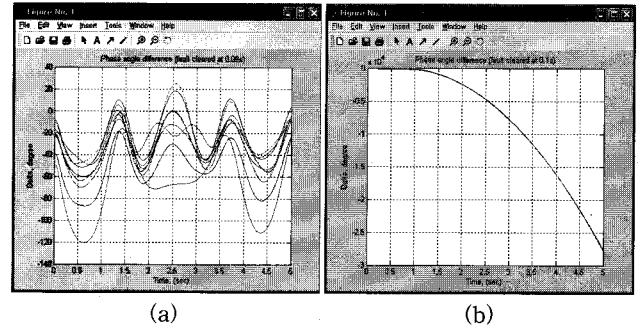 Figure No. 1
File Edit View Insert Tools Window Help
Phase angle difference (fault cleared at 0.08s)
40
20
0
-20
-40
-60
-80
-100
-120
-140
Delta, degree
0 0.5 1 1.5 2 2.5 3 3.5 4 4.5 5
Time, (sec)
(a)
Figure No. 1
File Edit View Insert Tools Window Help
Phase angle difference (fault cleared at 0.1s)
0
-0.5
-1
-1.5
-2
-2.5
-3
Delta, degree
0 0.5 1 1.5 2 2.5 3 3.5 4 4.5 5
Time, (sec)
(b)